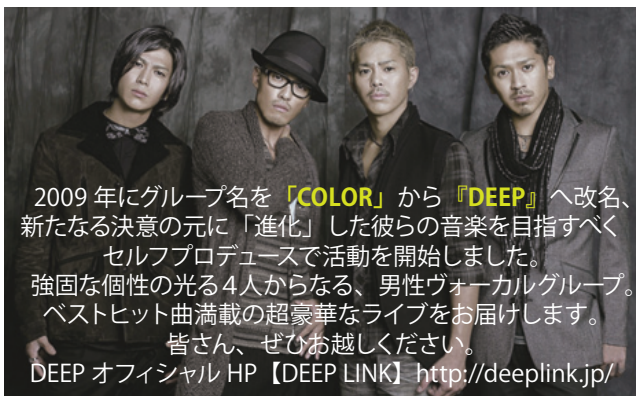 2009 年にグループ名を「COLOR」から『DEEP』へ改名、
新たなる決意の元に「進化」した彼らの音楽を目指すべく
セルフプロデュースで活動を開始しました。
強固な個性の光る４人からなる、男性ヴォーカルグループ。
ベストヒット曲満載の超豪華なライブをお届けします。
皆さん、ぜひお越しください。
DEEP オフィシャル HP【DEEP LINK】http://deeplink.jp/